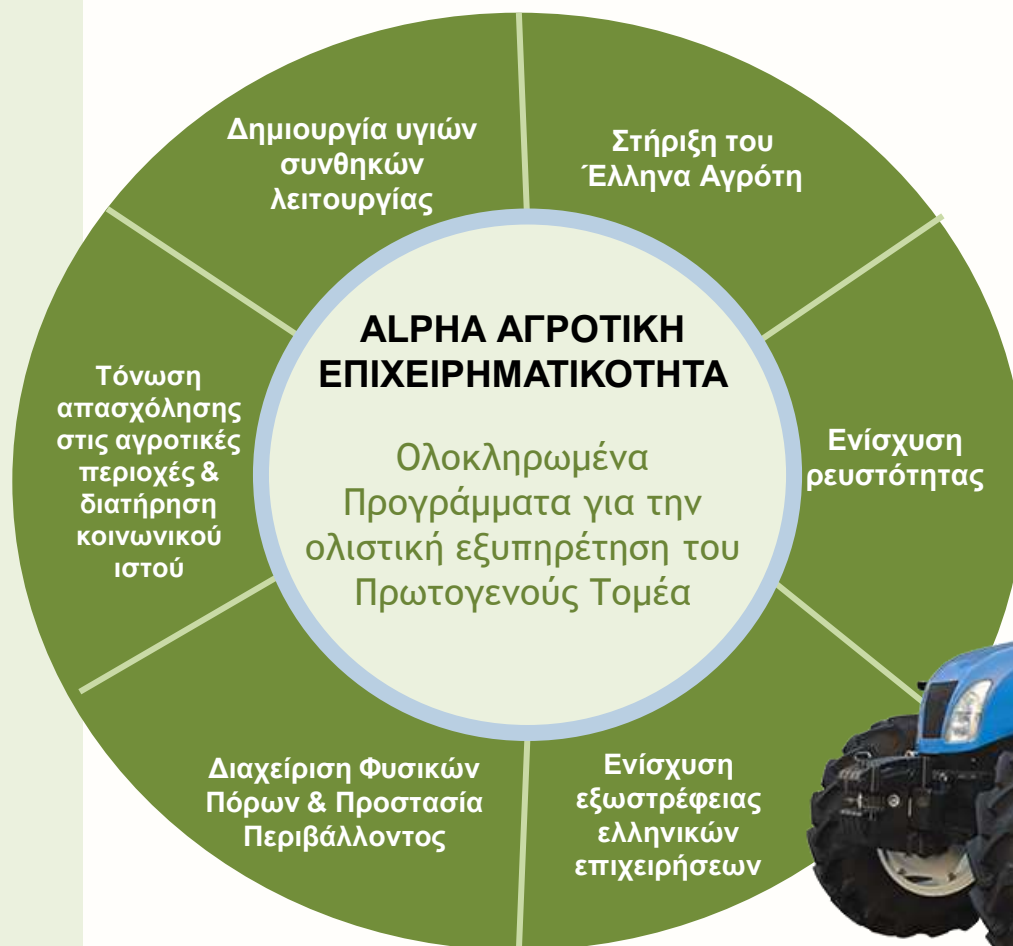 Δημιουργία υγιών
συνθηκών
λειτουργίας
Στήριξη του
Έλληνα Αγρότη
ALPHA ΑΓΡΟΤΙΚΗ
ΕΠΙΧΕΙΡΗΜΑΤΙΚΟΤΗΤΑ
Ολοκληρωμένα
Προγράμματα για την
ολιστική εξυπηρέτηση του
Πρωτογενούς Τομέα
Τόνωση
απασχόλησης
στις αγροτικές
περιοχές &
διατήρηση
κοινωνικού
ιστού
Ενίσχυση
ρευστότητας
Διαχείριση Φυσικών
Πόρων & Προστασία
Περιβάλλοντος
Ενίσχυση
εξωστρέφειας
ελληνικών
επιχειρήσεων